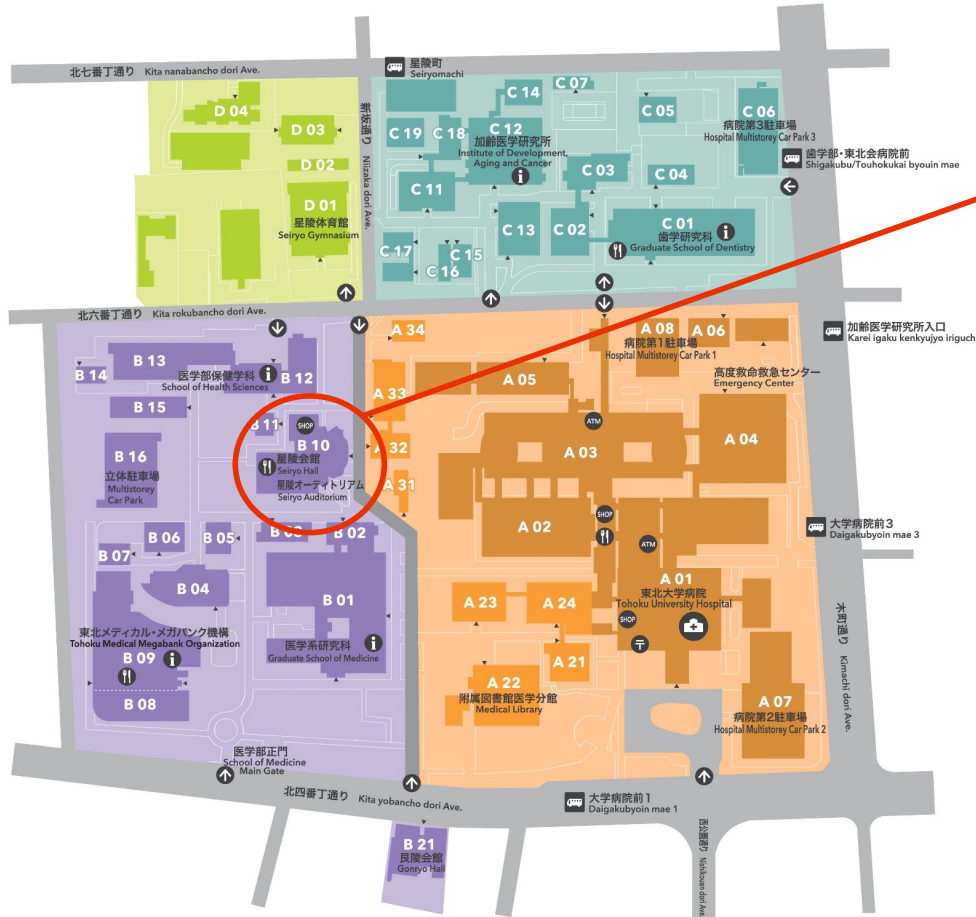 北七番丁通り Kita nanabancho dori Ave.
星陵町
Seiryomachi
新坂通り Niizaka dori Ave.
D 04
D 03
D 02
D 01
星陵体育館
Seiryo Gymnasium
C 14
C 07
C 05
C 06
病院第3駐車場
Hospital Multistorey Car Park 3
C 19
C 18
C 12
加齢医学研究所
Institute of Development,
Aging and Cancer
C 11
C 03
C 04
C 13
C 02
C 01
歯学研究科
Graduate School of Dentistry
C 17
C 16
C 15
歯学部・東北会病院前
Shigakubu/Touhokukai byouin mae
北六番丁通り Kita rokubancho dori Ave.
加齢医学研究所入口
Karei igaku kenkyujyo iriguch
B 13
B 14
医学部保健学科
School of Health Sciences
B 12
B 15
B 11
SHOP
B 10
星陵会館
Seiryo Hall
星陵オーディトリアム
Seiryo Auditorium
B 16
立体駐車場
Multistorey
Car Park
A 34
A 33
A 32
A 31
A 05
A 08
病院第1駐車場
Hospital Multistorey Car Park 1
A 06
高度救命救急センター
Emergency Center
ATM
A 03
A 04
A 02
SHOP
ATM
大学病院前3
Daigakubyoin mae 3
B 07
B 06
B 05
B 03
B 02
B 04
B 01
医学系研究科
Graduate School of Medicine
東北メディカル・メガバンク機構
Tohoku Medical Megabank Organization
B 09
B 08
A 01
東北大学病院
Tohoku University Hospital
SHOP
〒
A 23
A 24
A 21
A 22
附属図書館医学分館
Medical Library
A 07
病院第2駐車場
Hospital Multistorey Car Park 2
木町通り Kimachi dori Ave.
医学部正門
School of Medicine
Main Gate
北四番丁通り Kita yobancho dori Ave.
大学病院前1
Daigakubyoin mae 1
西公園通り Nishikouen dori Ave.
B 21
艮陵会館
Gonryo Hall